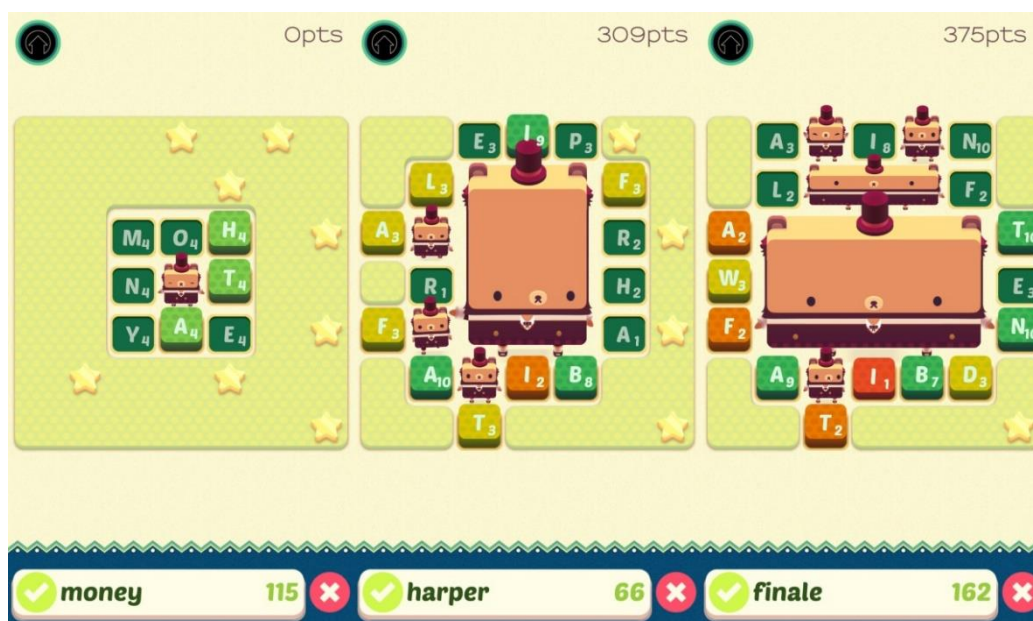 0pts
M4 O4 H4
N4 T4
Y4 A4 E4
money 115
309pts
E3 I9 P3
L3 F3
A3 R2
R1 H2
F3 A1
A10 I2 B8
T3
harper 66
375pts
A3 I8 N10
L2 F2
A2 T10
W3 E3
F2 N10
A9 I1 B7 D3
T2
finale 162